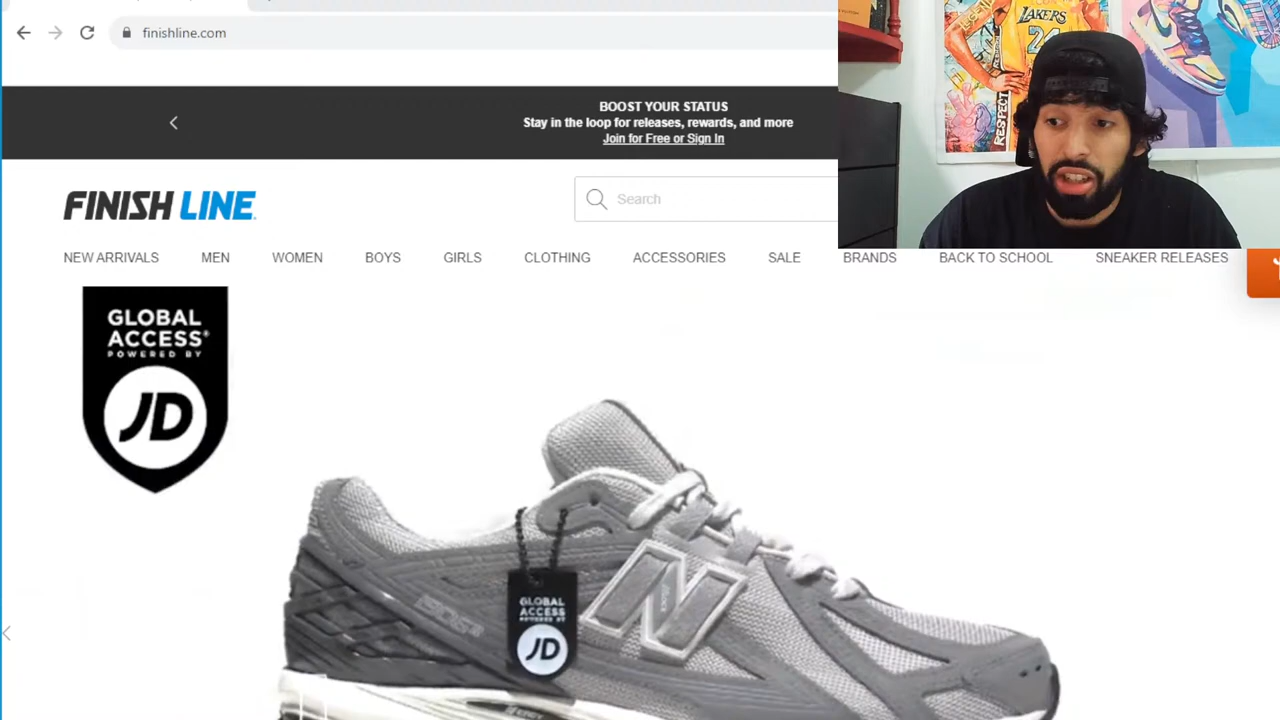 finishline.com
BOOST YOUR STATUS
Stay in the loop for releases, rewards, and more
Join for Free or Sign In
FINISH LINE
Search
NEW ARRIVALS MEN WOMEN BOYS GIRLS CLOTHING ACCESSORIES SALE BRANDS BACK TO SCHOOL SNEAKER RELEASES
GLOBAL
ACCESS
POWERED BY
JD
GLOBAL
ACCESS
POWERED BY
JD
N
LAKERS
24
RESPECT